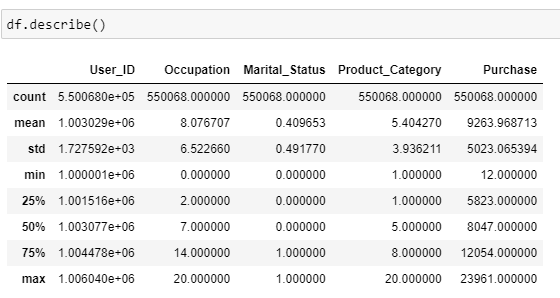 df.describe()
User_ID Occupation Marital_Status Product_Category Purchase
count 5.500680e+05 550068.000000 550068.000000 550068.000000 550068.000000
mean 1.003029e+06 8.076707 0.409653 5.404270 9263.968713
std 1.727592e+03 6.522660 0.491770 3.936211 5023.065394
min 1.000001e+06 0.000000 0.000000 1.000000 12.000000
25% 1.001516e+06 2.000000 0.000000 1.000000 5823.000000
50% 1.003077e+06 7.000000 0.000000 5.000000 8047.000000
75% 1.004478e+06 14.000000 1.000000 8.000000 12054.000000
max 1.006040e+06 20.000000 1.000000 20.000000 23961.000000